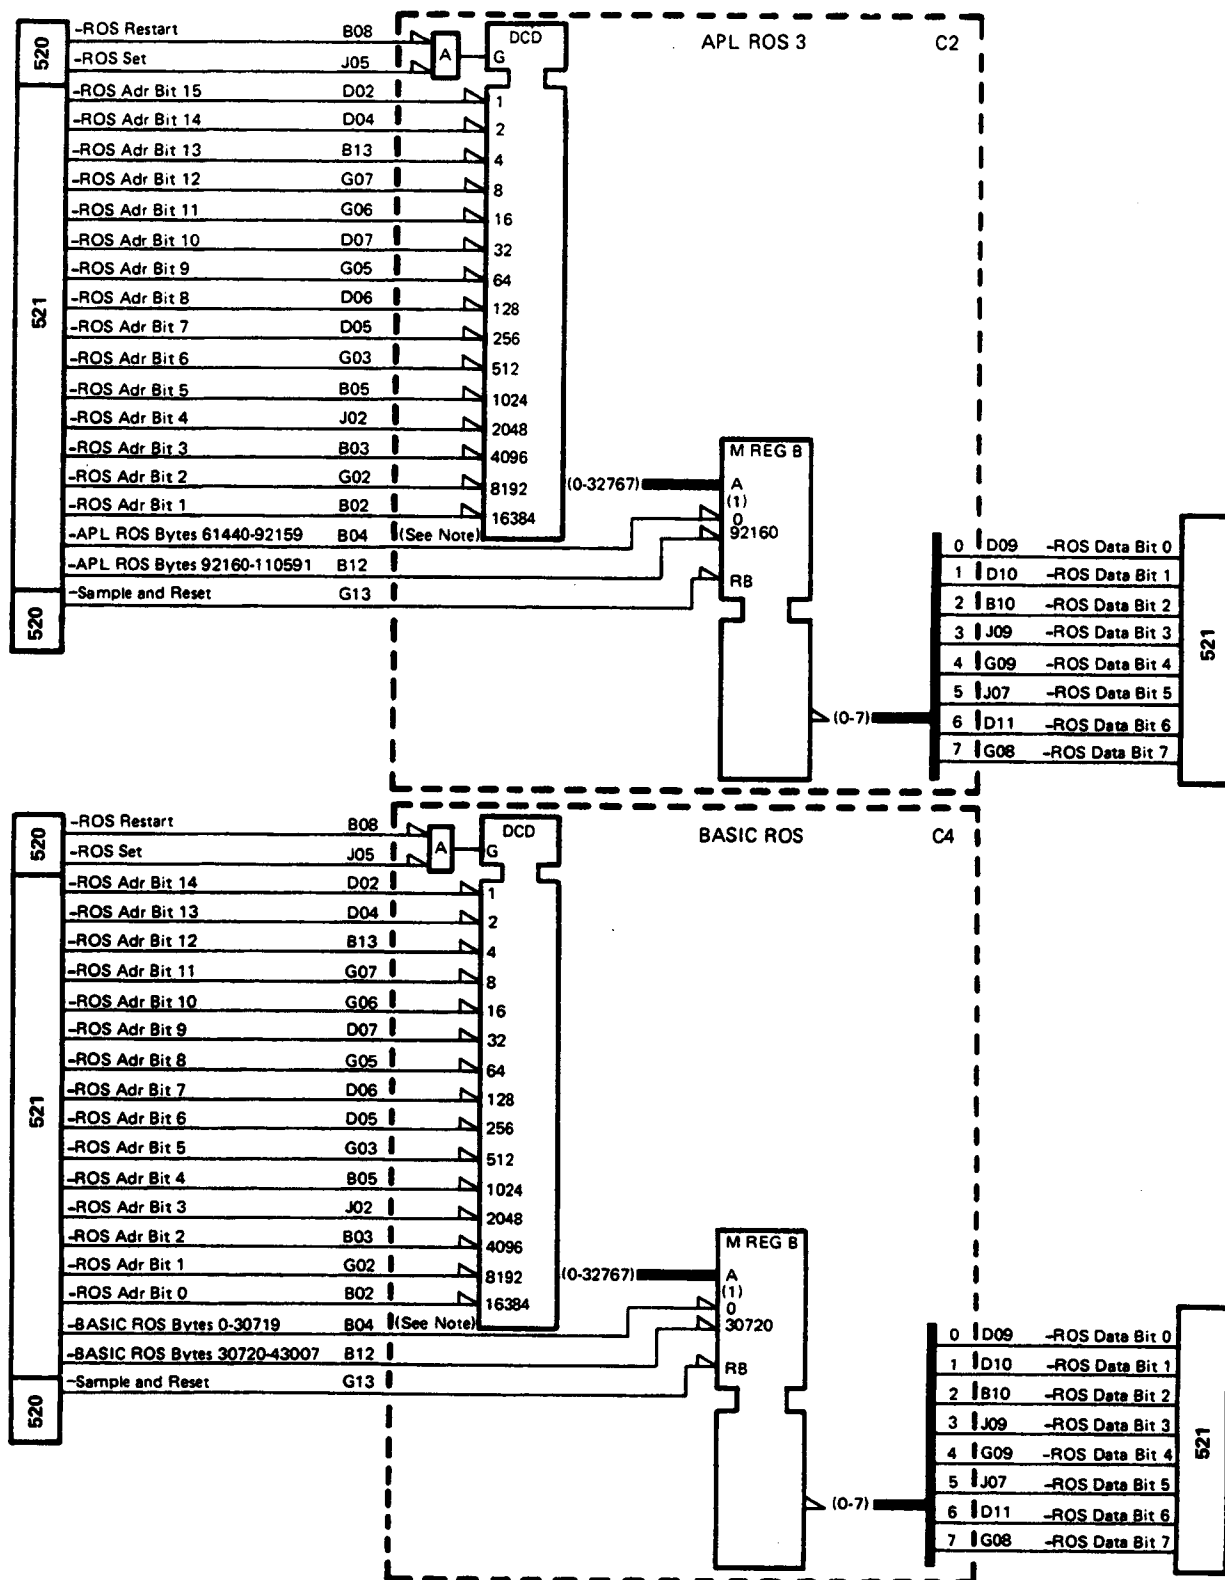 APL ROS 3 C2
520
-ROS Restart B08
-ROS Set J05
A
DCD
G
521
-ROS Adr Bit 15 D02 1
-ROS Adr Bit 14 D04 2
-ROS Adr Bit 13 B13 4
-ROS Adr Bit 12 G07 8
-ROS Adr Bit 11 G06 16
-ROS Adr Bit 10 D07 32
-ROS Adr Bit 9 G05 64
-ROS Adr Bit 8 D06 128
-ROS Adr Bit 7 D05 256
-ROS Adr Bit 6 G03 512
-ROS Adr Bit 5 B05 1024
-ROS Adr Bit 4 J02 2048
-ROS Adr Bit 3 B03 4096
-ROS Adr Bit 2 G02 8192
-ROS Adr Bit 1 B02 16384
-APL ROS Bytes 61440-92159 B04 (See Note)
-APL ROS Bytes 92160-110591 B12
520
-Sample and Reset G13
M REG B
(0-32767) A
(1)
0
92160
RB
(0-7)
0 D09 -ROS Data Bit 0
1 D10 -ROS Data Bit 1
2 B10 -ROS Data Bit 2
3 J09 -ROS Data Bit 3
4 G09 -ROS Data Bit 4
5 J07 -ROS Data Bit 5
6 D11 -ROS Data Bit 6
7 G08 -ROS Data Bit 7
521
BASIC ROS C4
520
-ROS Restart B08
-ROS Set J05
A
DCD
G
521
-ROS Adr Bit 14 D02 1
-ROS Adr Bit 13 D04 2
-ROS Adr Bit 12 B13 4
-ROS Adr Bit 11 G07 8
-ROS Adr Bit 10 G06 16
-ROS Adr Bit 9 D07 32
-ROS Adr Bit 8 G05 64
-ROS Adr Bit 7 D06 128
-ROS Adr Bit 6 D05 256
-ROS Adr Bit 5 G03 512
-ROS Adr Bit 4 B05 1024
-ROS Adr Bit 3 J02 2048
-ROS Adr Bit 2 B03 4096
-ROS Adr Bit 1 G02 8192
-ROS Adr Bit 0 B02 16384
-BASIC ROS Bytes 0-30719 B04 (See Note)
-BASIC ROS Bytes 30720-43007 B12
520
-Sample and Reset G13
M REG B
(0-32767) A
(1)
0
30720
RB
(0-7)
0 D09 -ROS Data Bit 0
1 D10 -ROS Data Bit 1
2 B10 -ROS Data Bit 2
3 J09 -ROS Data Bit 3
4 G09 -ROS Data Bit 4
5 J07 -ROS Data Bit 5
6 D11 -ROS Data Bit 6
7 G08 -ROS Data Bit 7
521